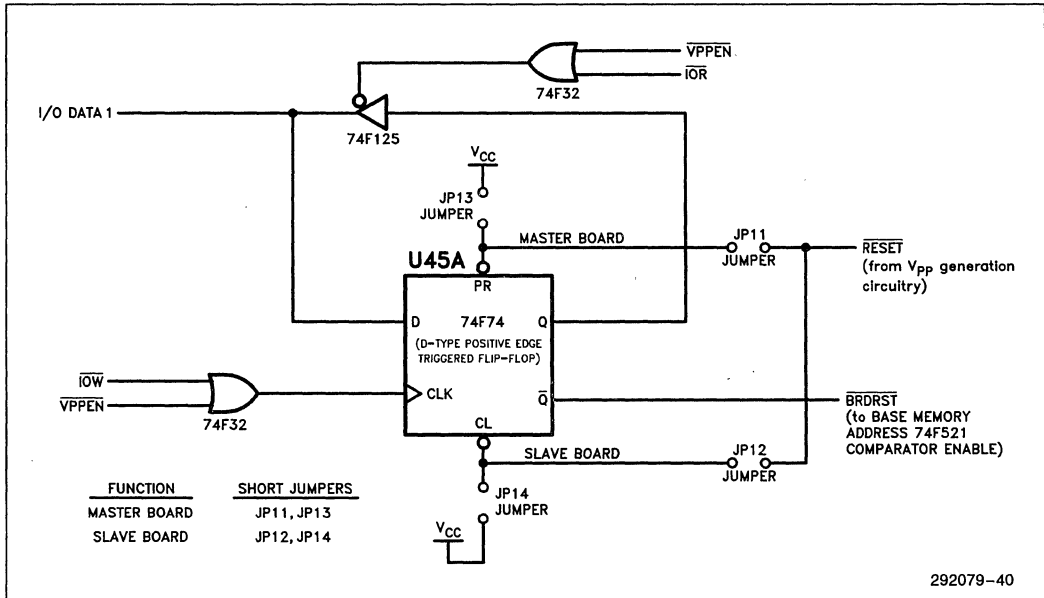 VPPEN
IOR
74F32
I/O DATA 1
74F125
VCC
JP13
JUMPER
MASTER BOARD
JP11
JUMPER
RESET
(from VPP generation
circuitry)
U45A
PR
D
74F74
Q
(D-TYPE POSITIVE EDGE
TRIGGERED FLIP-FLOP)
IOW
VPPEN
74F32
CLK
Q
BRDRST
(to BASE MEMORY
ADDRESS 74F521
COMPARATOR ENABLE)
CL
SLAVE BOARD
JP12
JUMPER
JP14
JUMPER
VCC
FUNCTION SHORT JUMPERS
MASTER BOARD JP11, JP13
SLAVE BOARD JP12, JP14
292079-40